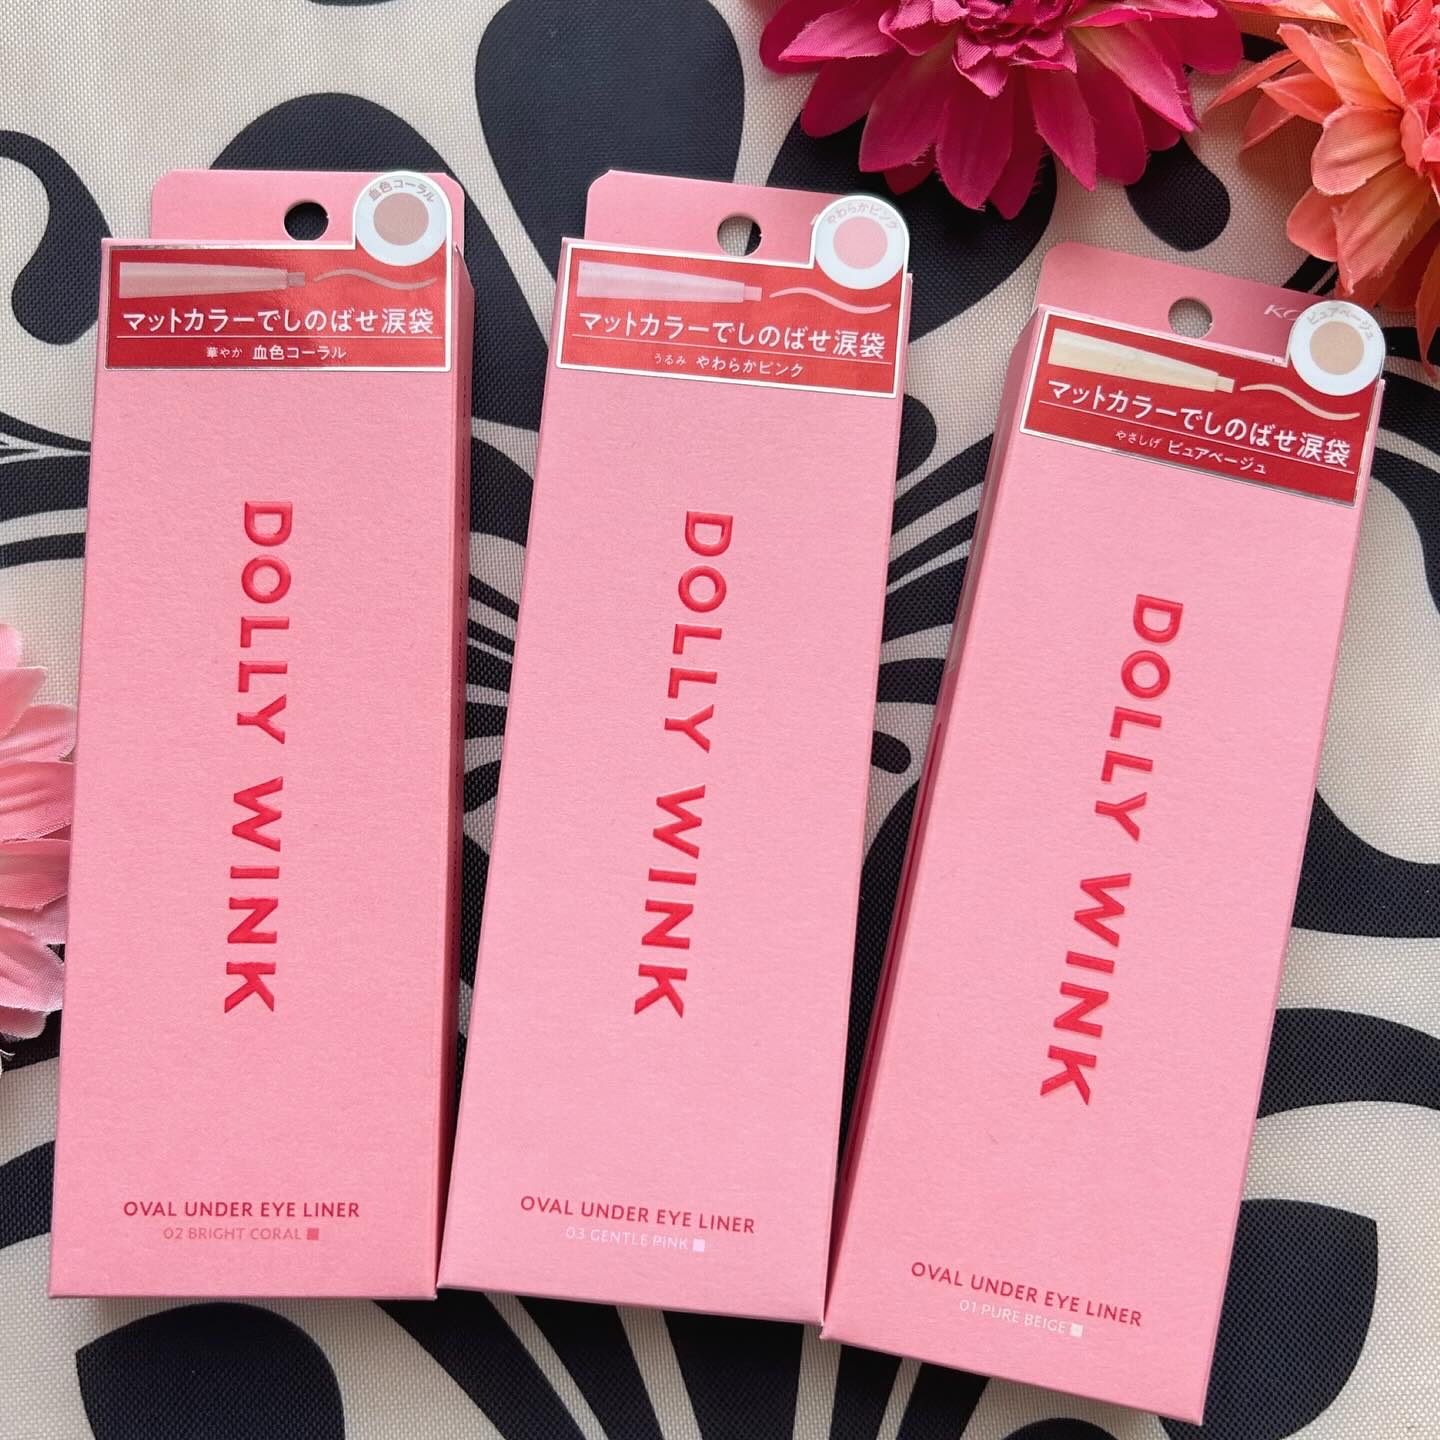 血色コーラル
マットカラーでしのばせ涙袋
華やか 血色コーラル
DOLLY WINK
OVAL UNDER EYE LINER
02 BRIGHT CORAL
やわらかピンク
マットカラーでしのばせ涙袋
うるみ やわらかピンク
DOLLY WINK
OVAL UNDER EYE LINER
03 GENTLE PINK
ピュアベージュ
マットカラーでしのばせ涙袋
やさしげ ピュアベージュ
DOLLY WINK
OVAL UNDER EYE LINER
01 PURE BEIGE